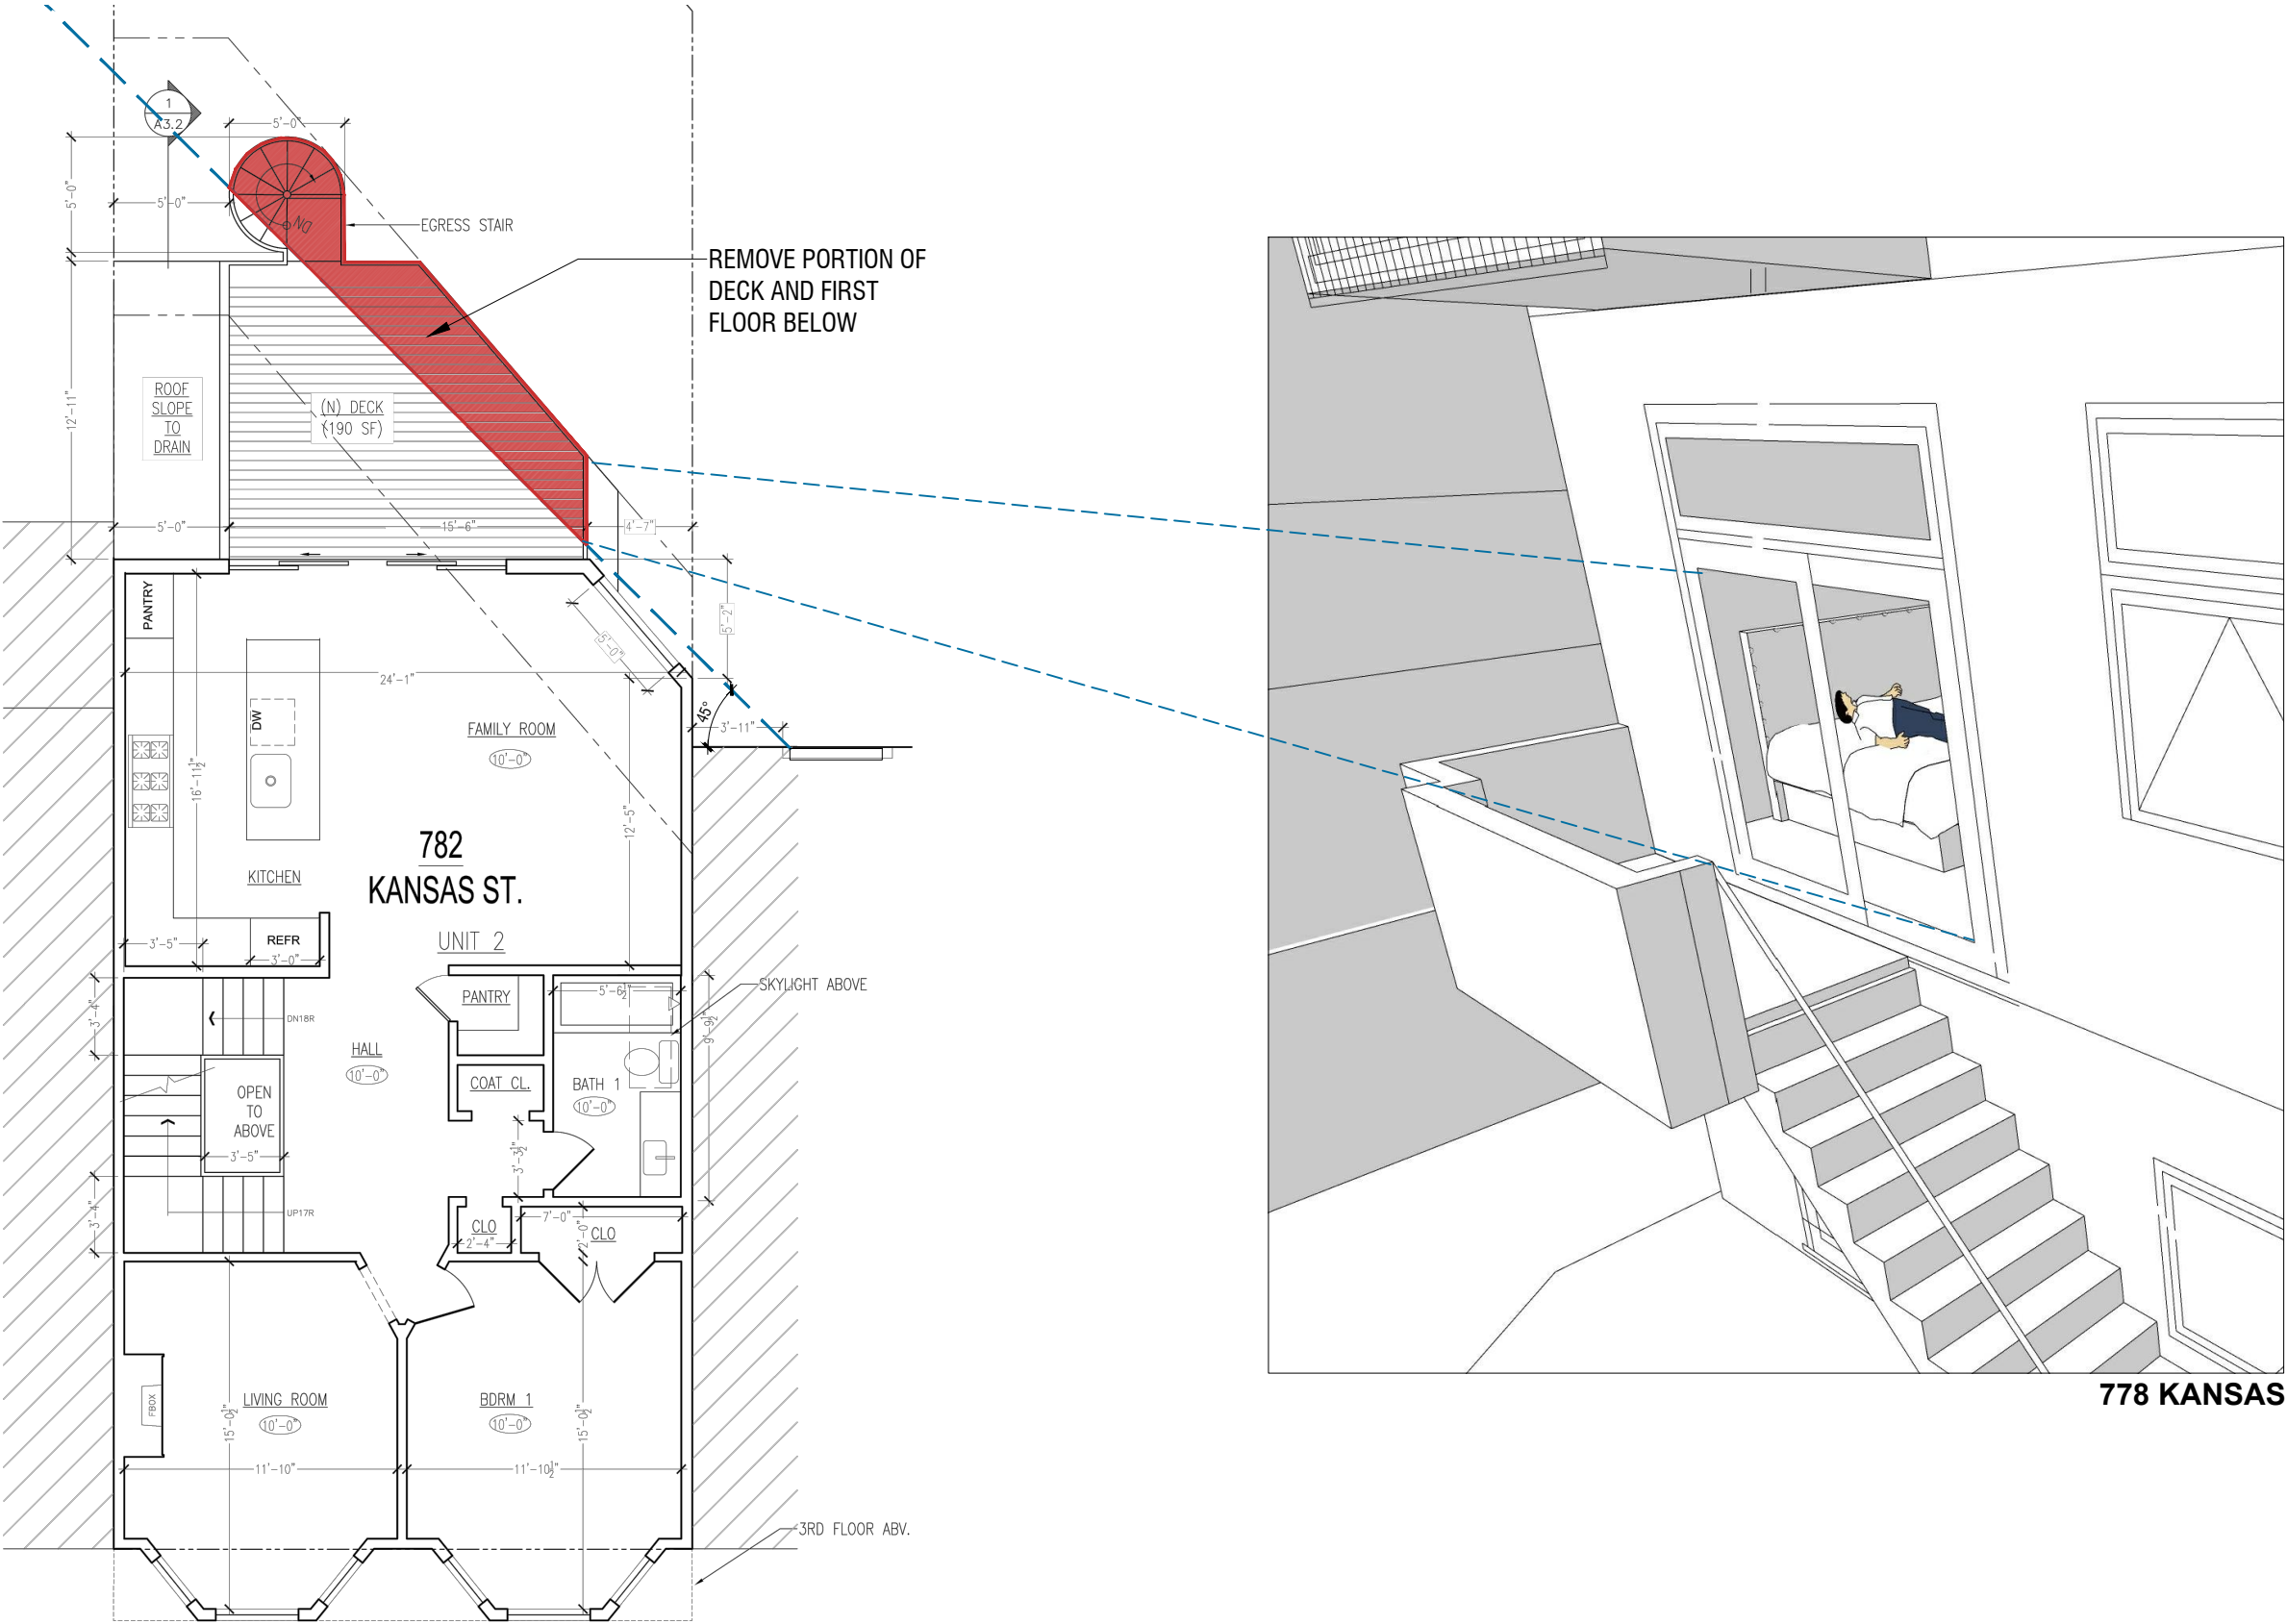 1
A3.2
5'-0"
5'-0"
5'-0"
DN
EGRESS STAIR
REMOVE PORTION OF
DECK AND FIRST
FLOOR BELOW
12'-11"
ROOF
SLOPE
TO
DRAIN
(N) DECK
(190 SF)
5'-0"
15'-6"
4'-7"
PANTRY
5'-0"
5'-2"
24'-1"
45°
3'-11"
DW
FAMILY ROOM
10'-0"
16'-11½"
12'-5"
782
KANSAS ST.
KITCHEN
UNIT 2
3'-5"
REFR
3'-0"
PANTRY
5'-6½"
SKYLIGHT ABOVE
3'-4"
DN18R
9'-9½"
HALL
10'-0"
COAT CL.
BATH 1
10'-0"
OPEN
TO
ABOVE
3'-5"
3'-3½"
3'-4"
UP17R
CLO
2'-4"
7'-0"
2'-0"
CLO
FBOX
LIVING ROOM
10'-0"
15'-0½"
BDRM 1
10'-0"
15'-0½"
11'-10"
11'-10½"
3RD FLOOR ABV.
778 KANSAS